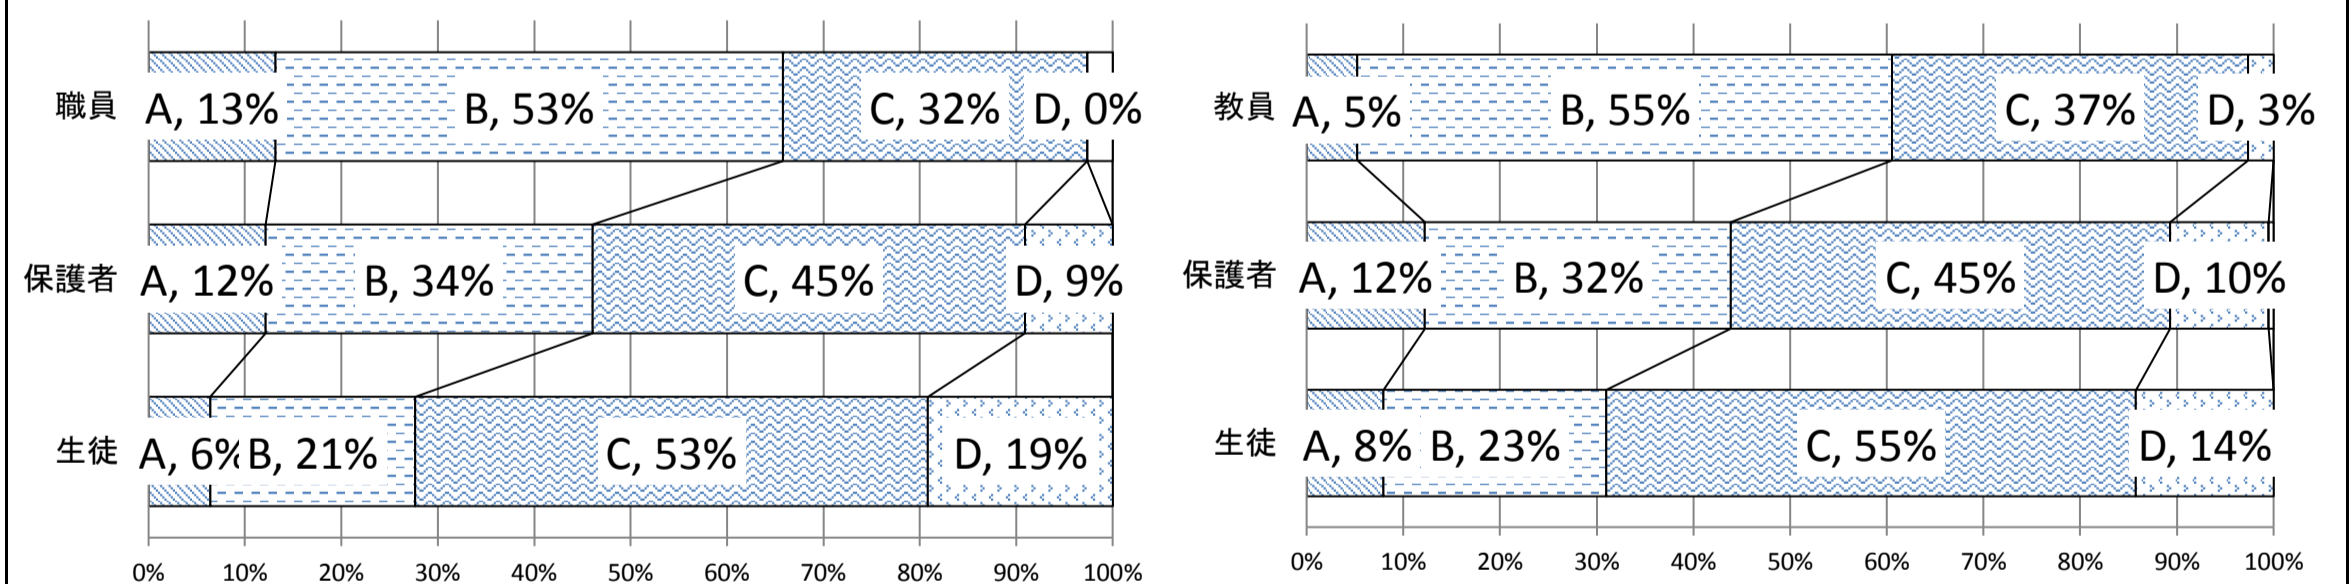 職員 A, 13% B, 53% C, 32% D, 0%
保護者 A, 12% B, 34% C, 45% D, 9%
生徒 A, 6% B, 21% C, 53% D, 19%
0% 10% 20% 30% 40% 50% 60% 70% 80% 90% 100%
教員 A, 5% B, 55% C, 37% D, 3%
保護者 A, 12% B, 32% C, 45% D, 10%
生徒 A, 8% B, 23% C, 55% D, 14%
0% 10% 20% 30% 40% 50% 60% 70% 80% 90% 100%